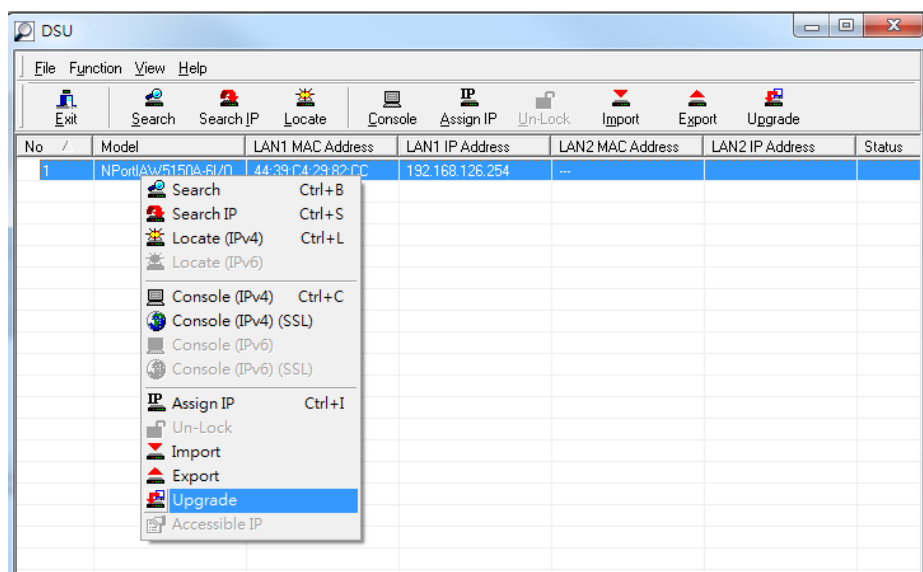 DSU
File Function View Help
Exit Search Search IP Locate Console Assign IP Un-Lock Import Export Upgrade
No Model LAN1 MAC Address LAN1 IP Address LAN2 MAC Address LAN2 IP Address Status
1 NPortIAW5150A-6I/O 44:39:C4:29:82:CC 192.168.126.254 ---
Search Ctrl+B
Search IP Ctrl+S
Locate (IPv4) Ctrl+L
Locate (IPv6)
Console (IPv4) Ctrl+C
Console (IPv4) (SSL)
Console (IPv6)
Console (IPv6) (SSL)
IP Assign IP Ctrl+I
Un-Lock
Import
Export
Upgrade
Accessible IP